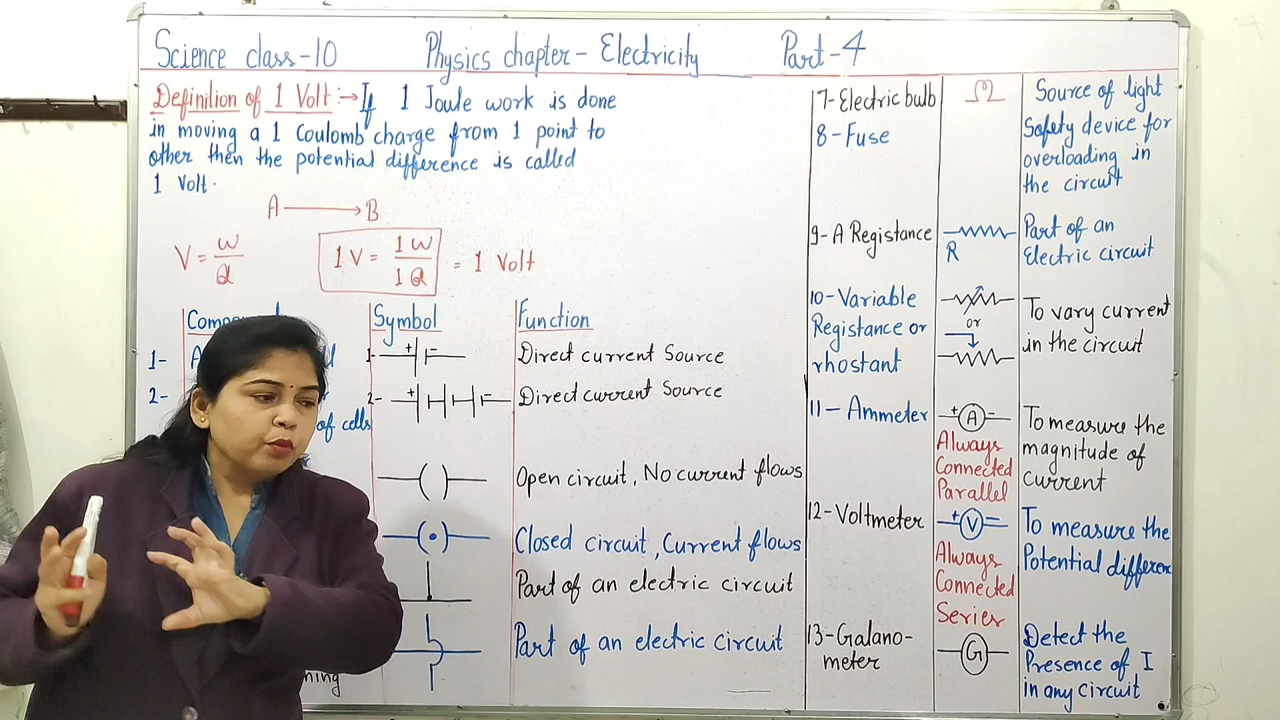 Science class-10 Physics chapter- Electricity Part-4
Definition of 1 Volt :→ If 1 Joule work is done
in moving a 1 Coulomb charge from 1 point to
other then the potential difference is called
1 Volt.
A → B
V = w/Q
1V = 1w/1Q = 1 Volt
Symbol Function
1- 1- + - Direct current Source
2- 2- + - Direct current Source
of cells
Open circuit, No current flows
Closed circuit, Current flows
Part of an electric circuit
Part of an electric circuit
7- Electric bulb Source of light
8- Fuse Safety device for
overloading in
the circuit
9- A Registance R Part of an
Electric circuit
10- Variable
Registance or
rhostant
or
To vary current
in the circuit
11- Ammeter + A -
Always
Connected
Parallel
To measure the
magnitude of
current
12- Voltmeter + V -
Always
Connected
Series
To measure the
Potential differen
13- Galano-
meter
G
Detect the
Presence of I
in any circuit